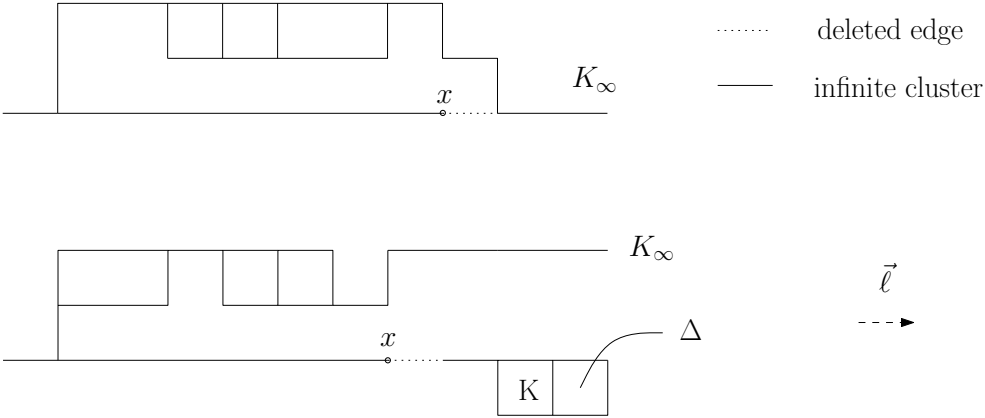 deleted edge
K∞
infinite cluster
x
K∞
ℓ⃗
x
Δ
K